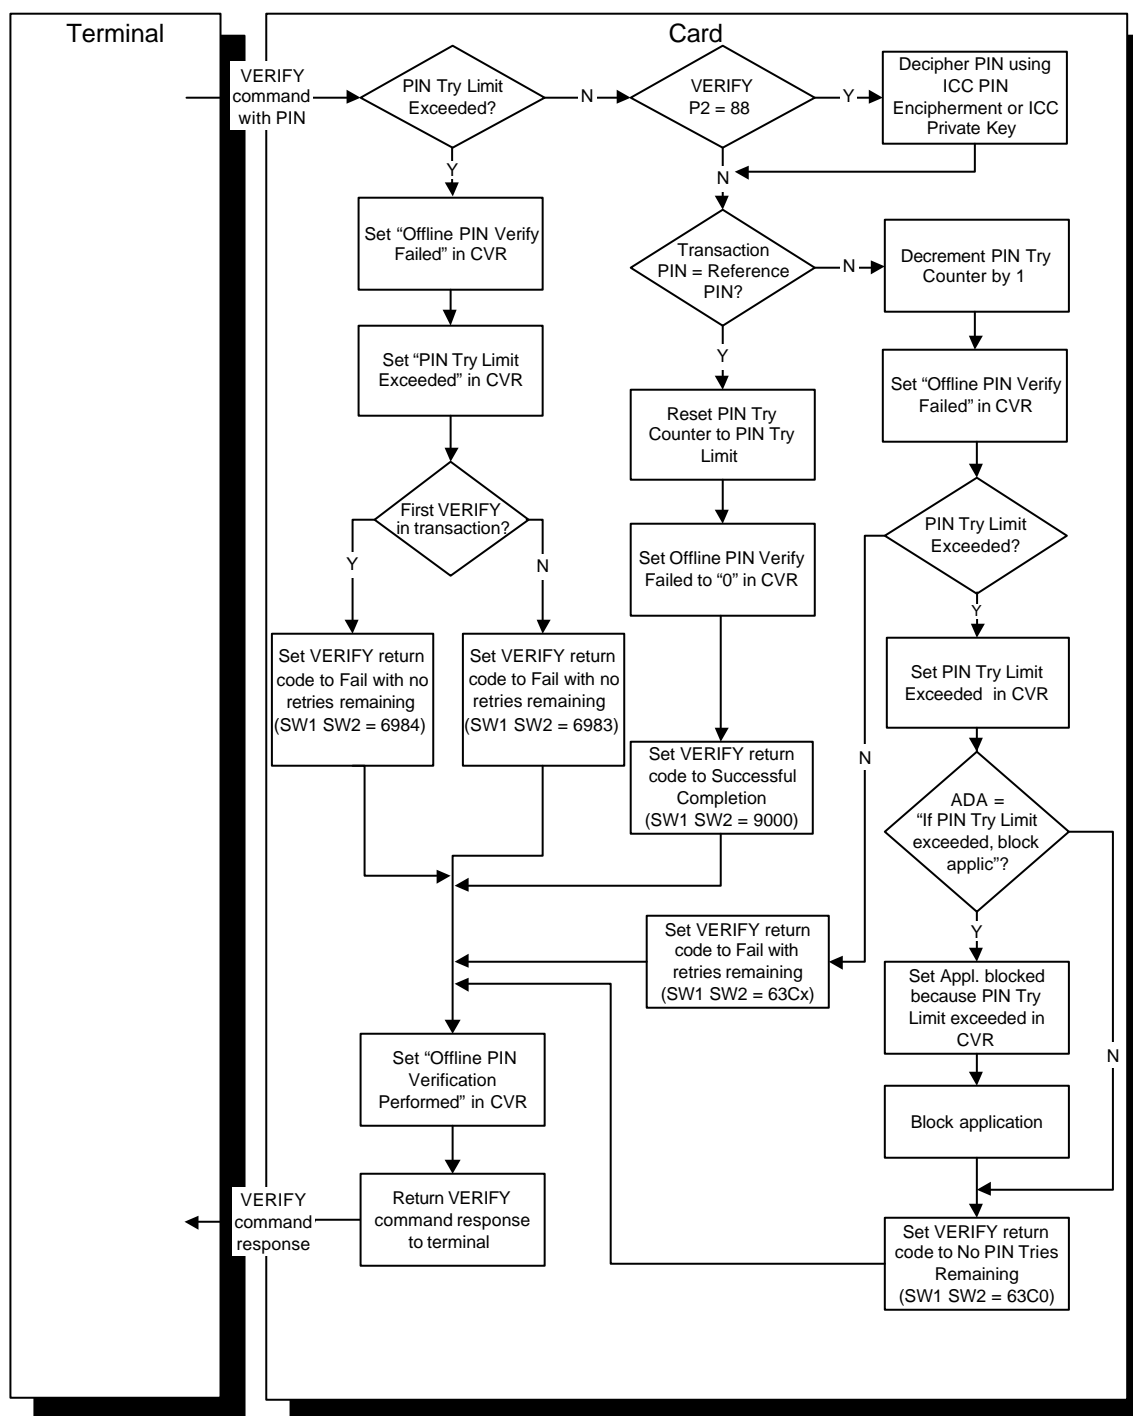 Terminal
Card
VERIFY
command
with PIN
PIN Try Limit
Exceeded?
N
VERIFY
P2 = 88
Y
Decipher PIN using
ICC PIN
Encipherment or ICC
Private Key
Y
N
Set “Offline PIN Verify
Failed” in CVR
Transaction
PIN = Reference
PIN?
N
Decrement PIN Try
Counter by 1
Set “PIN Try Limit
Exceeded” in CVR
Y
Set “Offline PIN Verify
Failed” in CVR
Reset PIN Try
Counter to PIN Try
Limit
First VERIFY
in transaction?
Y
N
PIN Try Limit
Exceeded?
Set Offline PIN Verify
Failed to “0” in CVR
Y
Set VERIFY return
code to Fail with no
retries remaining
(SW1 SW2 = 6984)
Set VERIFY return
code to Fail with no
retries remaining
(SW1 SW2 = 6983)
Set PIN Try Limit
Exceeded in CVR
N
Set VERIFY return
code to Successful
Completion
(SW1 SW2 = 9000)
ADA =
“If PIN Try Limit
exceeded, block
applic”?
Y
N
Set VERIFY return
code to Fail with
retries remaining
(SW1 SW2 = 63Cx)
Set Appl. blocked
because PIN Try
Limit exceeded in
CVR
Set “Offline PIN
Verification
Performed” in CVR
Block application
VERIFY
command
response
Return VERIFY
command response
to terminal
Set VERIFY return
code to No PIN Tries
Remaining
(SW1 SW2 = 63C0)